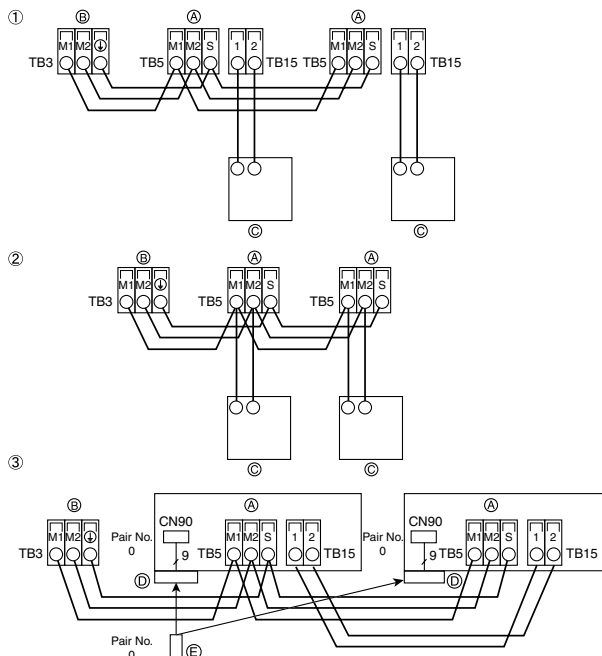 ①
Ⓑ Ⓐ Ⓐ
M1 M2 ⏚ M1 M2 S 1 2 M1 M2 S 1 2
TB3 TB5 TB15 TB5 TB15
Ⓒ Ⓒ
②
Ⓑ Ⓐ Ⓐ
M1 M2 ⏚ M1 M2 S M1 M2 S
TB3 TB5 TB5
Ⓒ Ⓒ
③
Ⓑ Ⓐ Ⓐ
CN90 CN90
M1 M2 ⏚ Pair No. M1 M2 S 1 2 Pair No. M1 M2 S 1 2
TB3 0 9 TB5 TB15 0 9 TB5 TB15
Ⓓ Ⓓ
Pair No.
0 Ⓔ